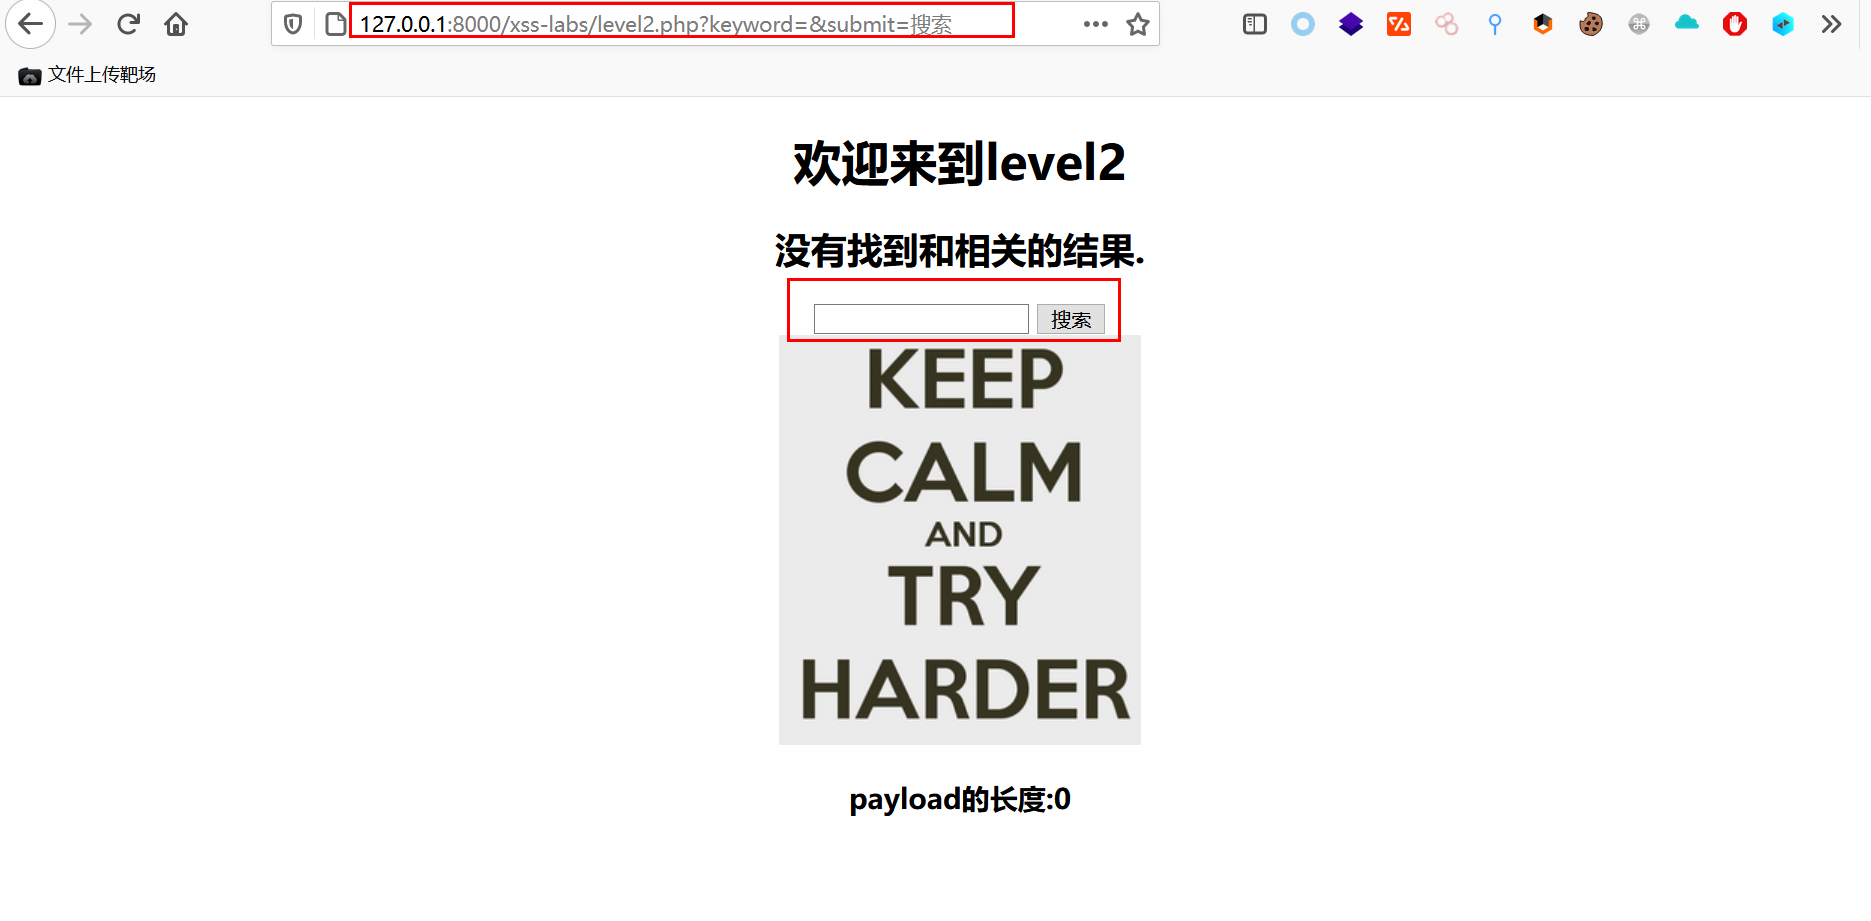 127.0.0.1:8000/xss-labs/level2.php?keyword=&submit=搜索
文件上传靶场
欢迎来到level2
没有找到和相关的结果.
搜索
KEEP
CALM
AND
TRY
HARDER
payload的长度:0